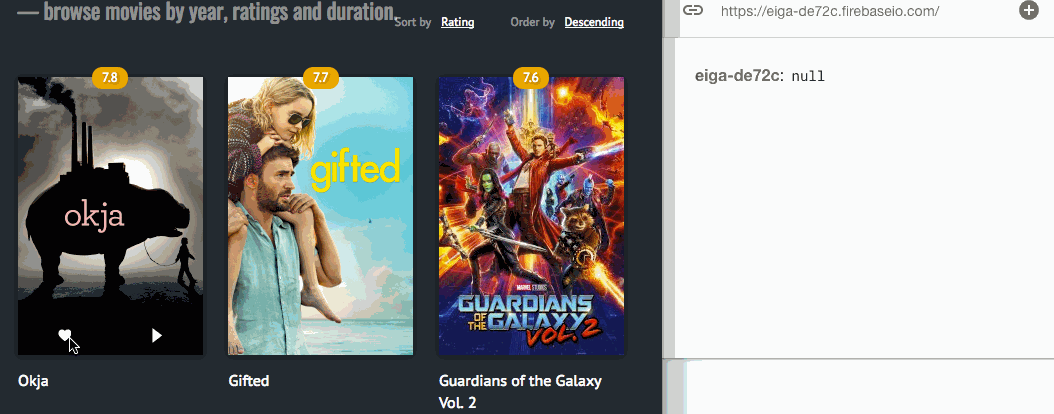 — browse movies by year, ratings and duration.
Sort by Rating Order by Descending
7.8 7.7 7.6
okja
gifted
MARVEL STUDIOS
GUARDIANS
OF THE GALAXY
VOL. 2
Okja
Gifted
Guardians of the Galaxy
Vol. 2
https://eiga-de72c.firebaseio.com/
eiga-de72c: null